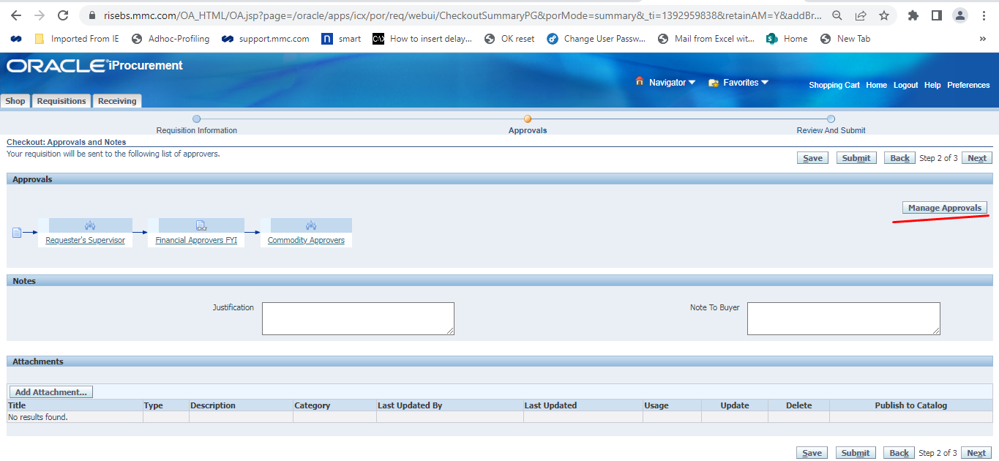 risebs.mmc.com/OA_HTML/OA.jsp?page=/oracle/apps/icx/por/req/webui/CheckoutSummaryPG&porMode=summary&_ti=1392959838&retainAM=Y&addBr...
Imported From IE Adhoc-Profiling support.mmc.com n smart C:\ How to insert delay... OK reset Change User Passw... Mail from Excel wit... S Home New Tab »
ORACLE iProcurement
Navigator Favorites Shopping Cart Home Logout Help Preferences
Shop Requisitions Receiving
Requisition Information Approvals Review And Submit
Checkout: Approvals and Notes
Your requisition will be sent to the following list of approvers.
Save Submit Back Step 2 of 3 Next
Approvals
Manage Approvals
Requester's Supervisor Financial Approvers FYI Commodity Approvers
Notes
Justification Note To Buyer
Attachments
Add Attachment...
Title Type Description Category Last Updated By Last Updated Usage Update Delete Publish to Catalog
No results found.
Save Submit Back Step 2 of 3 Next